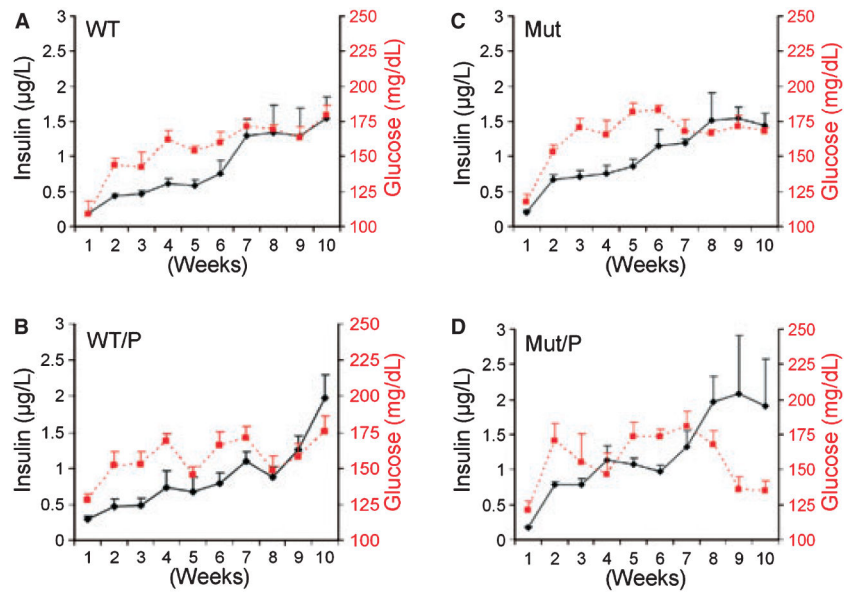 A
WT
Insulin (µg/L)
3
2.5
2
1.5
1
0.5
0
250
225
200
175
150
125
100
Glucose (mg/dL)
1 2 3 4 5 6 7 8 9 10
(Weeks)
B
WT/P
Insulin (µg/L)
3
2.5
2
1.5
1
0.5
0
250
225
200
175
150
125
100
Glucose (mg/dL)
1 2 3 4 5 6 7 8 9 10
(Weeks)
C
Mut
Insulin (µg/L)
3
2.5
2
1.5
1
0.5
0
250
225
200
175
150
125
100
Glucose (mg/dL)
1 2 3 4 5 6 7 8 9 10
(Weeks)
D
Mut/P
Insulin (µg/L)
3
2.5
2
1.5
1
0.5
0
250
225
200
175
150
125
100
Glucose (mg/dL)
1 2 3 4 5 6 7 8 9 10
(Weeks)